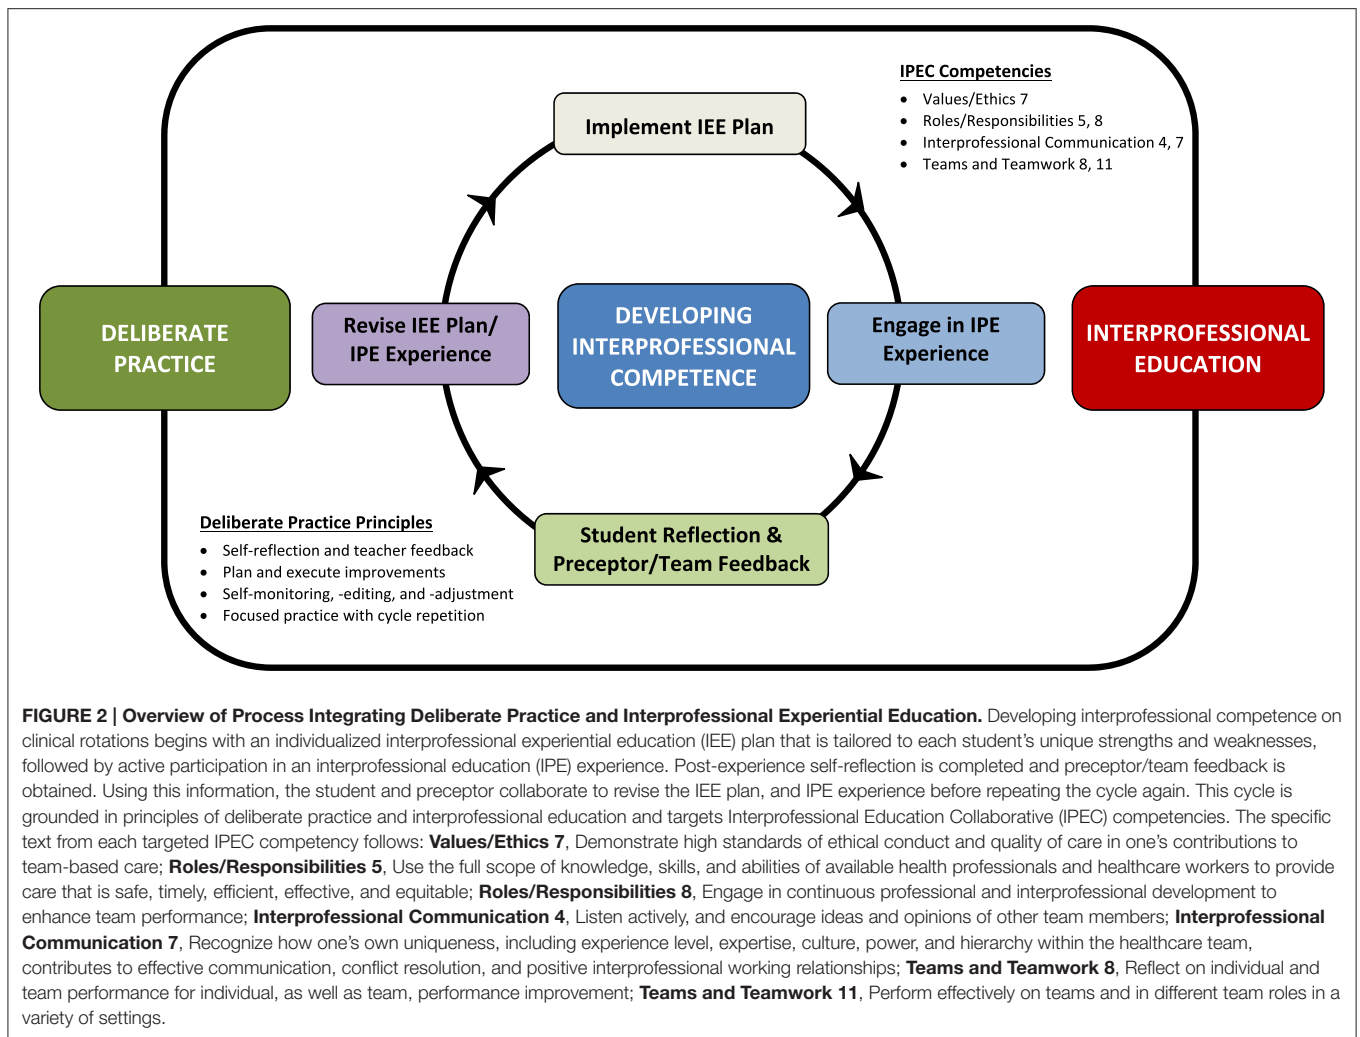 IPEC Competencies
• Values/Ethics 7
• Roles/Responsibilities 5, 8
• Interprofessional Communication 4, 7
• Teams and Teamwork 8, 11
Implement IEE Plan
DELIBERATE
PRACTICE
Revise IEE Plan/
IPE Experience
DEVELOPING
INTERPROFESSIONAL
COMPETENCE
Engage in IPE
Experience
INTERPROFESSIONAL
EDUCATION
Student Reflection &
Preceptor/Team Feedback
Deliberate Practice Principles
• Self-reflection and teacher feedback
• Plan and execute improvements
• Self-monitoring, -editing, and -adjustment
• Focused practice with cycle repetition
FIGURE 2 | Overview of Process Integrating Deliberate Practice and Interprofessional Experiential Education. Developing interprofessional competence on
clinical rotations begins with an individualized interprofessional experiential education (IEE) plan that is tailored to each student's unique strengths and weaknesses,
followed by active participation in an interprofessional education (IPE) experience. Post-experience self-reflection is completed and preceptor/team feedback is
obtained. Using this information, the student and preceptor collaborate to revise the IEE plan, and IPE experience before repeating the cycle again. This cycle is
grounded in principles of deliberate practice and interprofessional education and targets Interprofessional Education Collaborative (IPEC) competencies. The specific
text from each targeted IPEC competency follows: Values/Ethics 7, Demonstrate high standards of ethical conduct and quality of care in one's contributions to
team-based care; Roles/Responsibilities 5, Use the full scope of knowledge, skills, and abilities of available health professionals and healthcare workers to provide
care that is safe, timely, efficient, effective, and equitable; Roles/Responsibilities 8, Engage in continuous professional and interprofessional development to
enhance team performance; Interprofessional Communication 4, Listen actively, and encourage ideas and opinions of other team members; Interprofessional
Communication 7, Recognize how one's own uniqueness, including experience level, expertise, culture, power, and hierarchy within the healthcare team,
contributes to effective communication, conflict resolution, and positive interprofessional working relationships; Teams and Teamwork 8, Reflect on individual and
team performance for individual, as well as team, performance improvement; Teams and Teamwork 11, Perform effectively on teams and in different team roles in a
variety of settings.